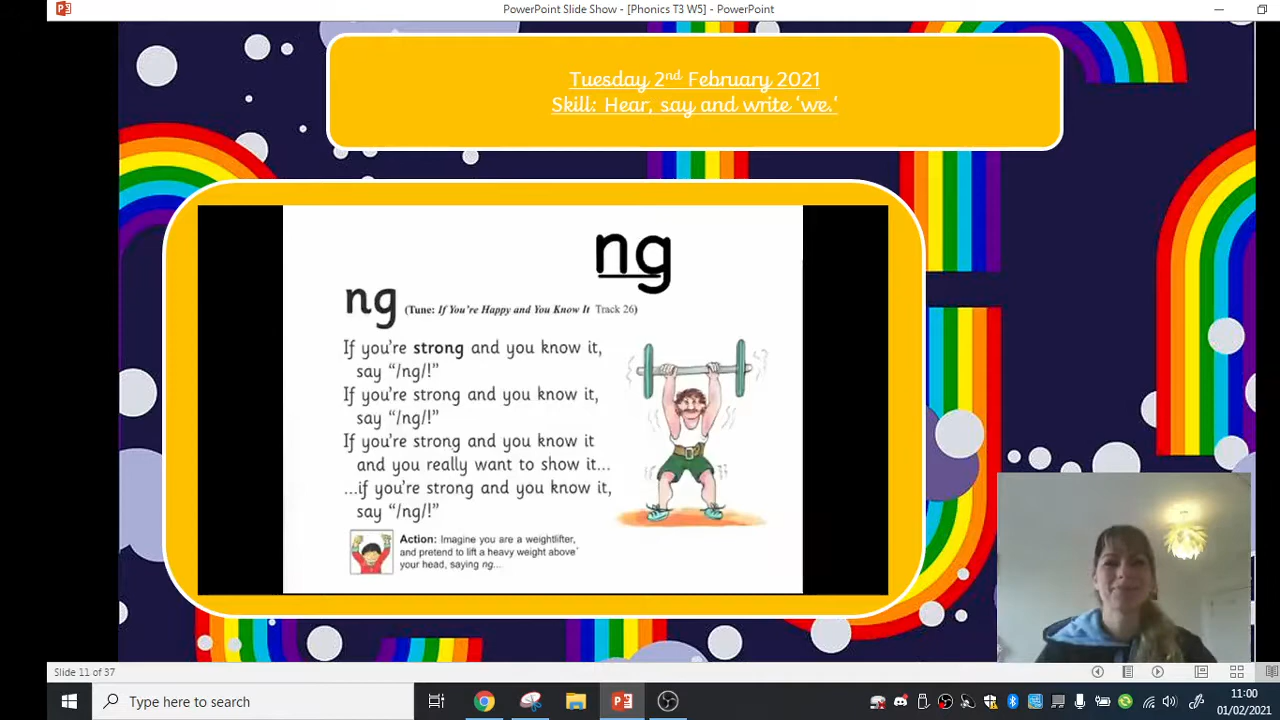 PowerPoint Slide Show - [Phonics T3 W5] - PowerPoint
Tuesday 2nd February 2021
Skill: Hear, say and write 'we.'
ng
ng (Tune: If You're Happy and You Know It Track 26)
If you're strong and you know it,
say "/ng/!"
If you're strong and you know it,
say "/ng/!"
If you're strong and you know it
and you really want to show it...
...if you're strong and you know it,
say "/ng/!"
Action: Imagine you are a weightlifter,
and pretend to lift a heavy weight above
your head, saying ng...
Slide 11 of 37
Type here to search
11:00
01/02/2021